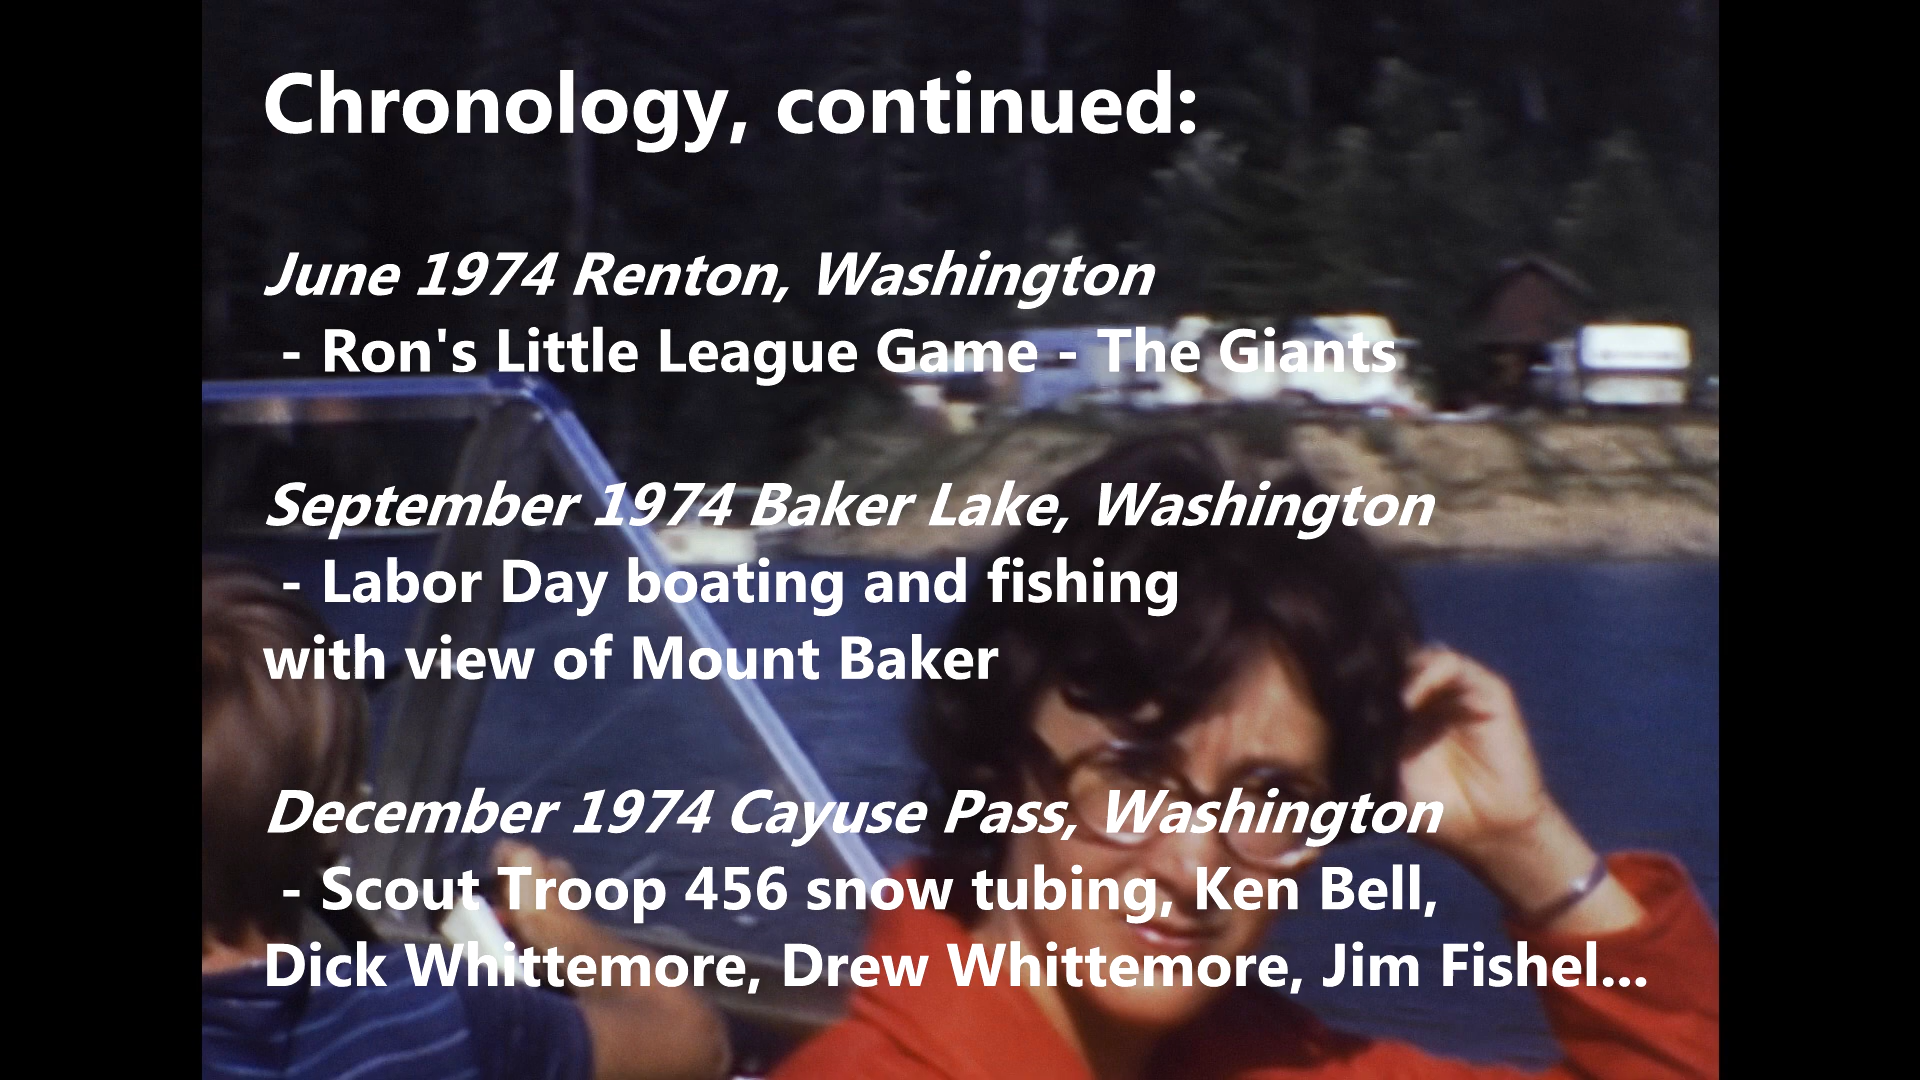 Chronology, continued:
June 1974 Renton, Washington
- Ron's Little League Game - The Giants
September 1974 Baker Lake, Washington
- Labor Day boating and fishing
with view of Mount Baker
December 1974 Cayuse Pass, Washington
- Scout Troop 456 snow tubing, Ken Bell,
Dick Whittemore, Drew Whittemore, Jim Fishel...